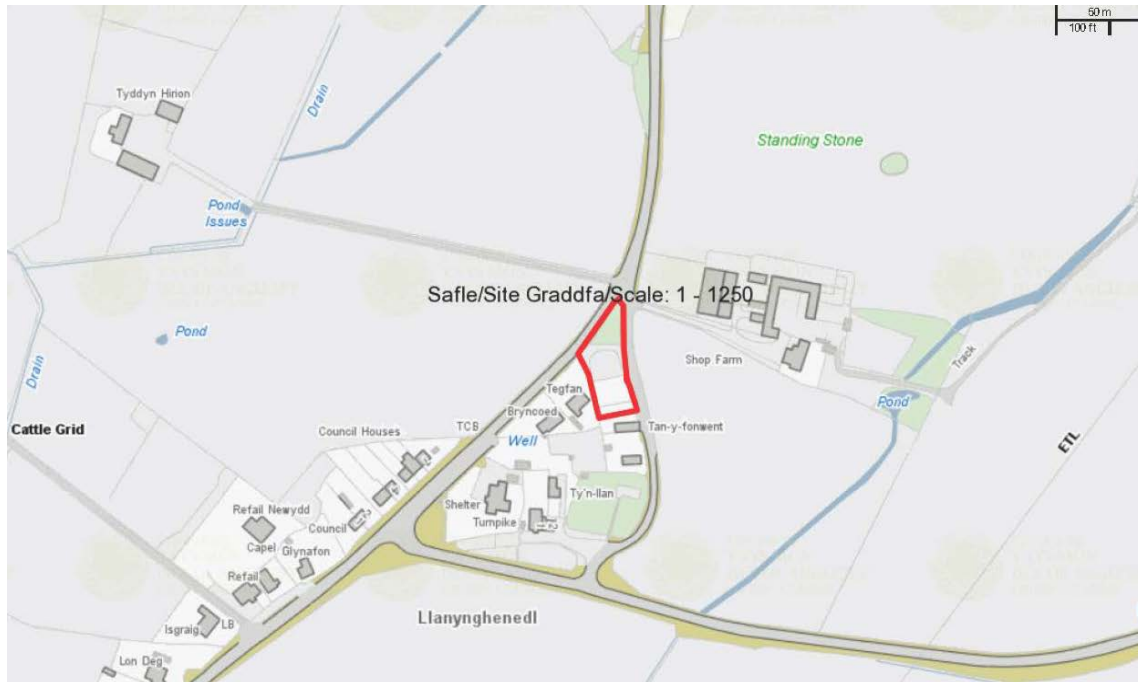 50 m
100 ft
Tyddyn Hirion
Drain
Standing Stone
Pond
Issues
Safle/Site Graddfa/Scale: 1 - 1250
Pond
Drain
Shop Farm
Track
Tegfan
Pond
Bryncoed
Cattle Grid
Council Houses
TCB
Tan-y-fonwent
Well
ETL
Ty'n-llan
Shelter
Refail Newydd
Council
Turnpike
Capel
Glynafon
Refail
Llanynghenedl
Isgraig
LB
Lon Deg